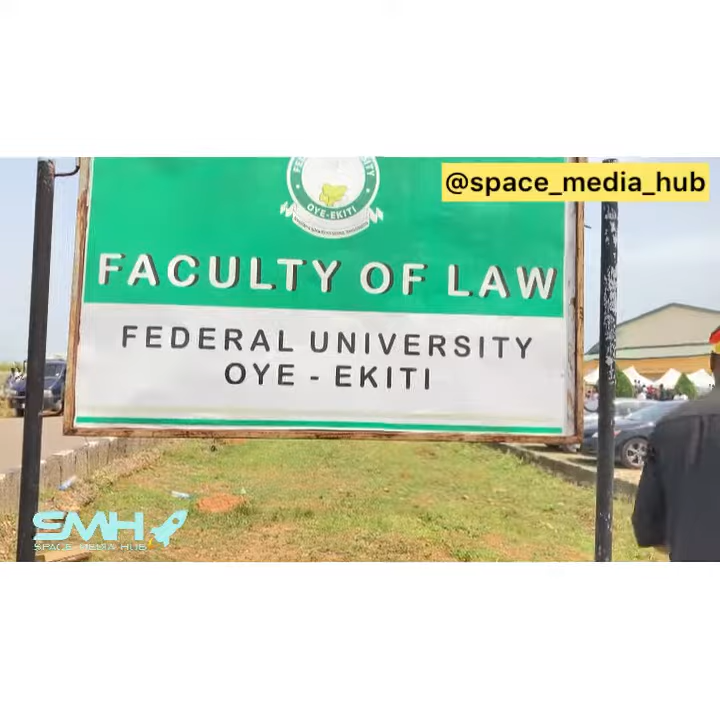 @space_media_hub
OYE-EKITI
FACULTY OF LAW
FEDERAL UNIVERSITY
OYE - EKITI
SMH
SPACE MEDIA HUB